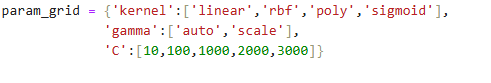 param_grid = {'kernel':['linear','rbf','poly','sigmoid'],
'gamma':['auto','scale'],
'C':[10,100,1000,2000,3000]}